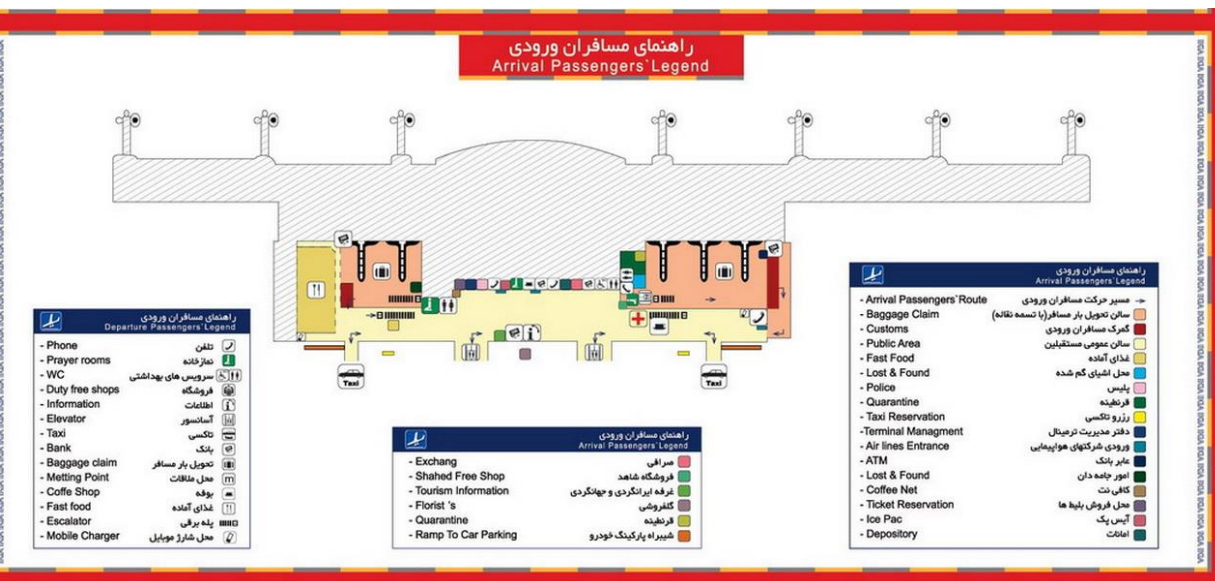 راهنمای مسافران ورودی
Arrival Passengers`Legend
Taxi
Taxi
راهنمای مسافران ورودی
Departure Passengers`Legend
- Phone تلفن
- Prayer rooms نمازخانه
- WC سرویس های بهداشتی
- Duty free shops فروشگاه
- Information اطلاعات
- Elevator آسانسور
- Taxi تاکسی
- Bank بانک
- Baggage claim تحویل بار مسافر
- Metting Point محل ملاقات
- Coffe Shop بوفه
- Fast food غذای آماده
- Escalator پله برقی
- Mobile Charger محل شارژ موبایل
راهنمای مسافران ورودی
Arrival Passengers`Legend
- Exchang صرافی
- Shahed Free Shop فروشگاه شاهد
- Tourism Information غرفه ایرانگردی و جهانگردی
- Florist 's گلفروشی
- Quarantine قرنطینه
- Ramp To Car Parking شیبراه پارکینگ خودرو
راهنمای مسافران ورودی
Arrival Passengers`Legend
- Arrival Passengers`Route مسیر حرکت مسافران ورودی
- Baggage Claim سالن تحویل بار مسافر(با تسمه نقاله)
- Customs گمرک مسافران ورودی
- Public Area سالن عمومی مستقبلین
- Fast Food غذای آماده
- Lost & Found محل اشیای گم شده
- Police پلیس
- Quarantine قرنطینه
- Taxi Reservation رزرو تاکسی
-Terminal Managment دفتر مدیریت ترمینال
- Air lines Entrance ورودی شرکتهای هواپیمایی
- ATM عابر بانک
- Lost & Found امور جامه دان
- Coffee Net کافی نت
- Ticket Reservation محل فروش بلیط ها
- Ice Pac آیس پک
- Depository امانات